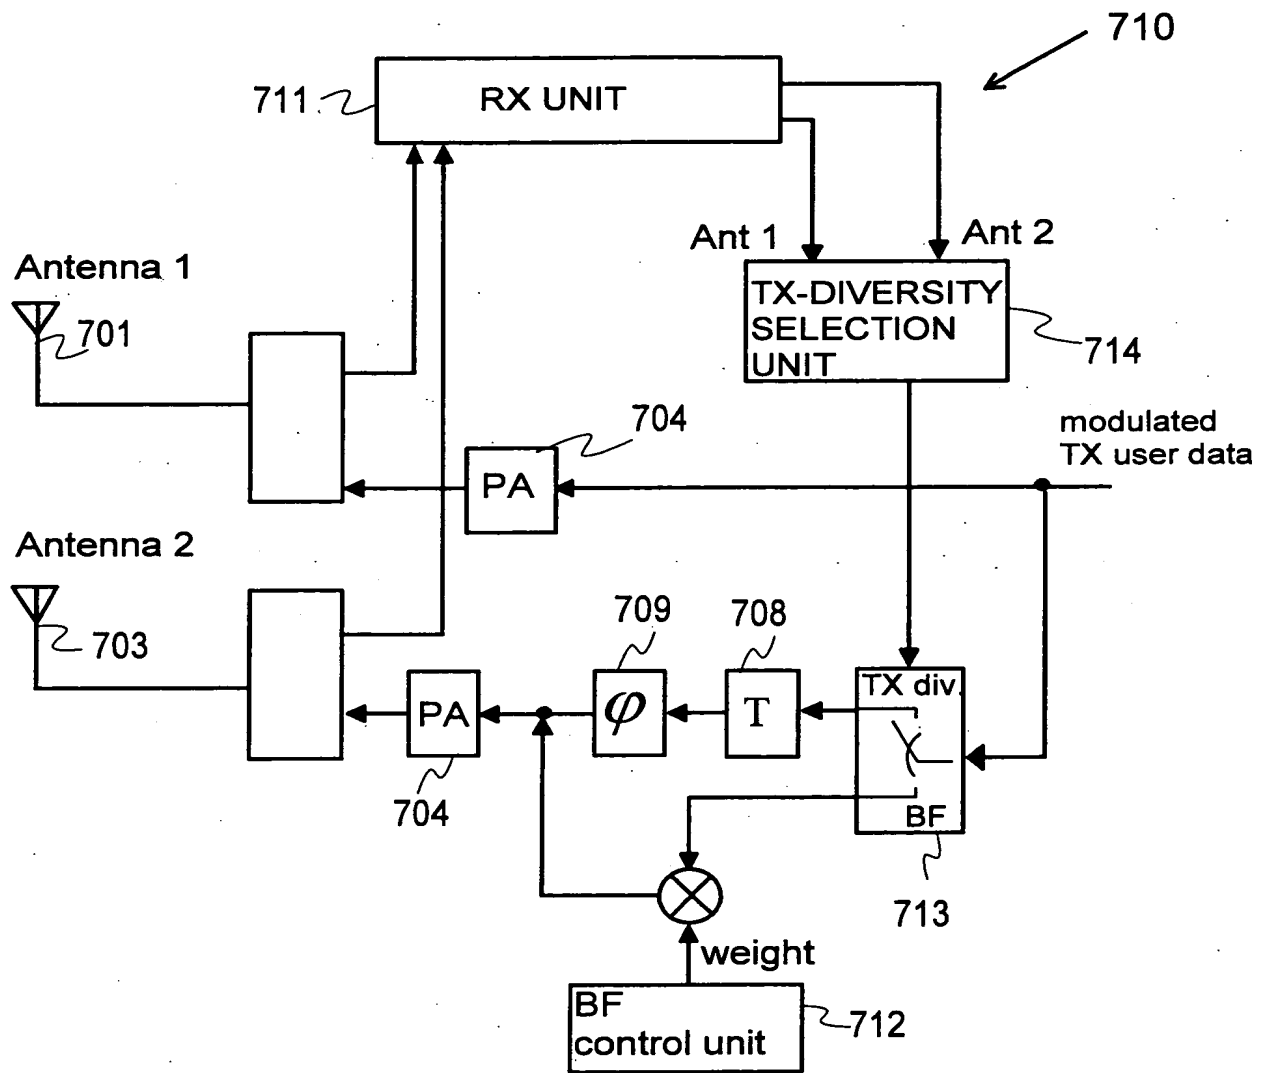 710
711
RX UNIT
Ant 1
Ant 2
Antenna 1
701
TX-DIVERSITY
SELECTION
UNIT
714
704
modulated
TX user data
PA
Antenna 2
703
709
708
TX div.
PA
φ
T
704
BF
713
weight
BF
control unit
712